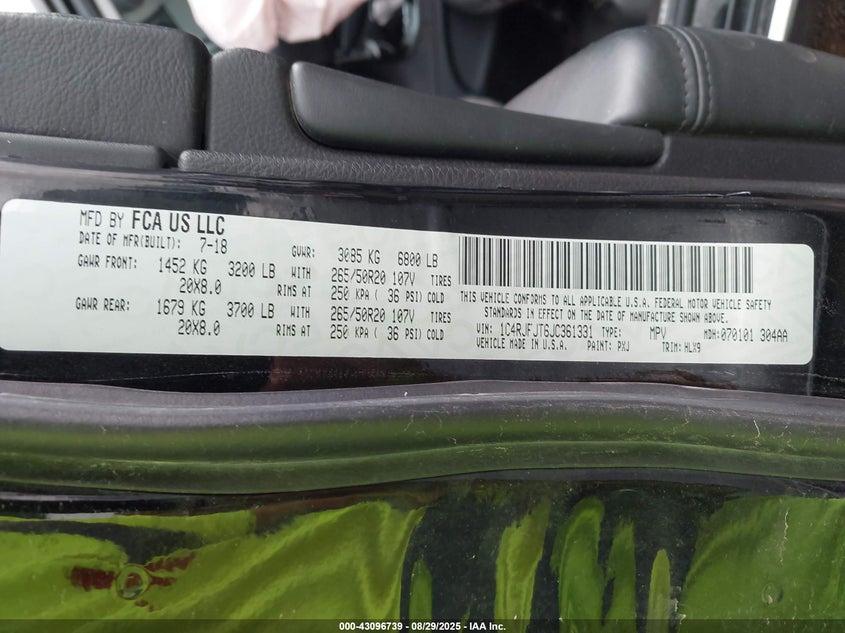 MFD BY FCA US LLC
DATE OF MFR(BUILT): 7-18 GVWR: 3085 KG 6800 LB
GAWR FRONT: 1452 KG 3200 LB WITH 265/50R20 107V TIRES
20X8.0 RIMS AT 250 KPA ( 36 PSI) COLD
GAWR REAR: 1679 KG 3700 LB WITH 265/50R20 107V TIRES
20X8.0 RIMS AT 250 KPA ( 36 PSI) COLD
THIS VEHICLE CONFORMS TO ALL APPLICABLE U.S.A. FEDERAL MOTOR VEHICLE SAFETY
STANDARDS IN EFFECT ON THE DATE OF MANUFACTURE SHOWN ABOVE.
VIN: 1C4RJFJT6JC361331 TYPE: MPV MDH: 070101 304AA
VEHICLE MADE IN U.S.A. PAINT: PXJ TRIM: HLX9
000-43096739 - 08/29/2025 - IAA Inc.